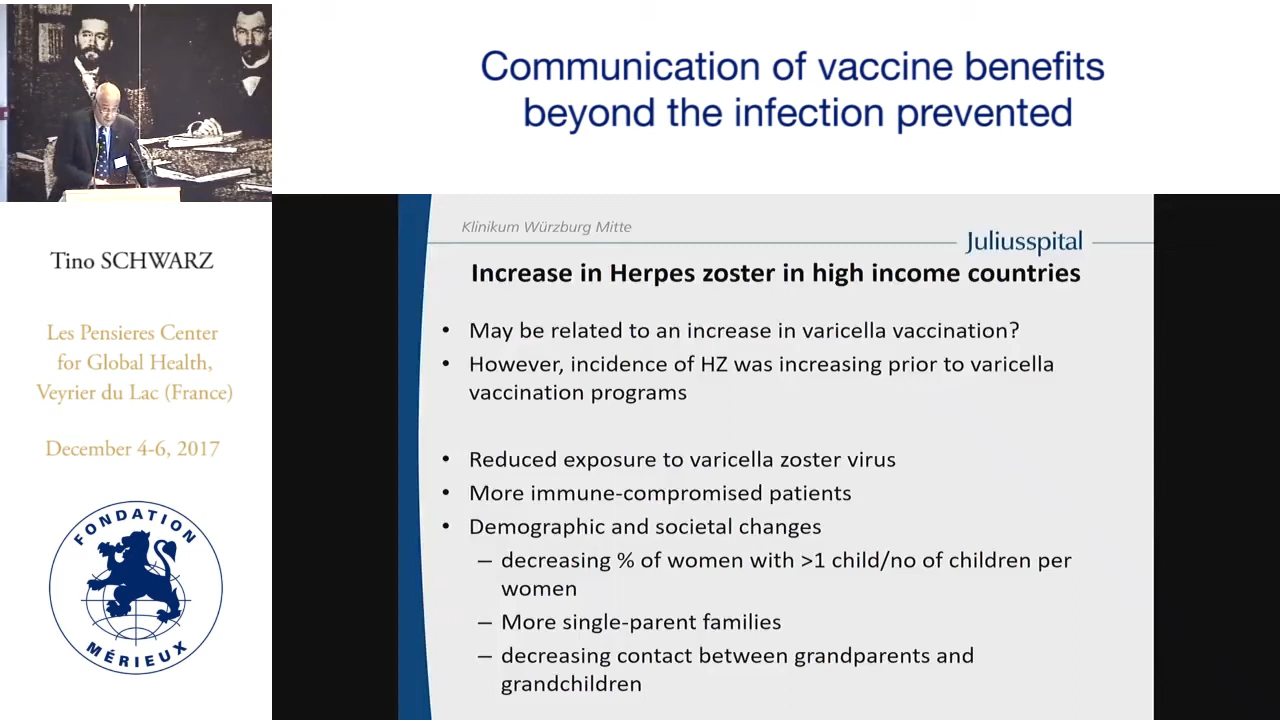 Communication of vaccine benefits
beyond the infection prevented
Tino SCHWARZ
Les Pensieres Center
for Global Health,
Veyrier du Lac (France)
December 4-6, 2017
FONDATION
MÉRIEUX
Klinikum Würzburg Mitte
Juliusspital
Increase in Herpes zoster in high income countries
• May be related to an increase in varicella vaccination?
• However, incidence of HZ was increasing prior to varicella
vaccination programs
• Reduced exposure to varicella zoster virus
• More immune-compromised patients
• Demographic and societal changes
– decreasing % of women with >1 child/no of children per
women
– More single-parent families
– decreasing contact between grandparents and
grandchildren